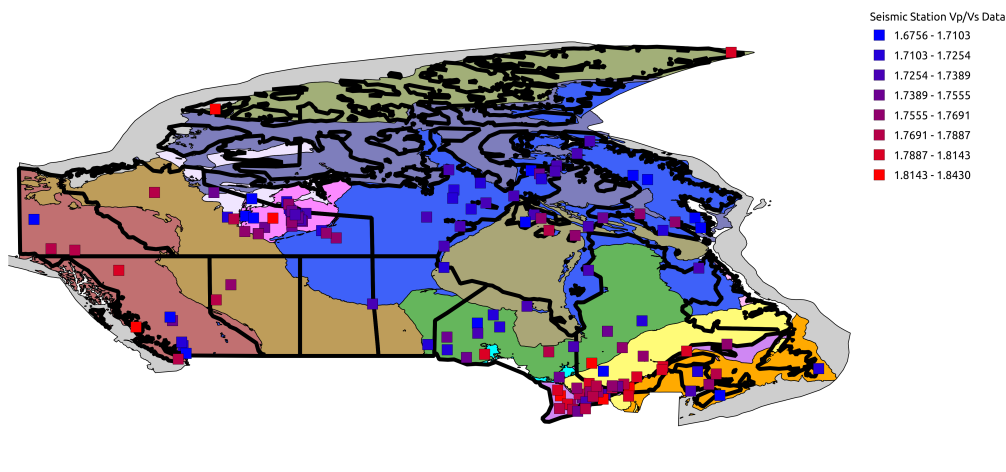 Seismic Station Vp/Vs Data
1.6756 - 1.7103
1.7103 - 1.7254
1.7254 - 1.7389
1.7389 - 1.7555
1.7555 - 1.7691
1.7691 - 1.7887
1.7887 - 1.8143
1.8143 - 1.8430